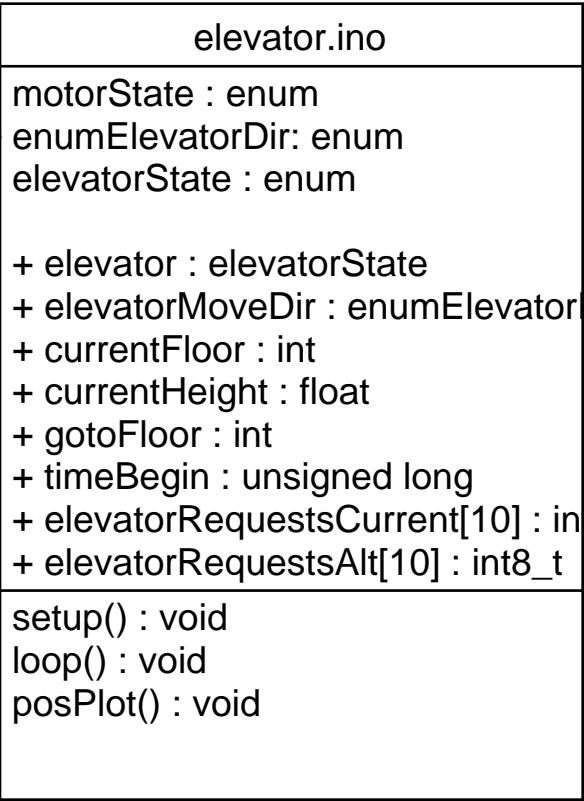 elevator.ino
motorState : enum
enumElevatorDir: enum
elevatorState : enum
+ elevator : elevatorState
+ elevatorMoveDir : enumElevator
+ currentFloor : int
+ currentHeight : float
+ gotoFloor : int
+ timeBegin : unsigned long
+ elevatorRequestsCurrent[10] : in
+ elevatorRequestsAlt[10] : int8_t
setup() : void
loop() : void
posPlot() : void